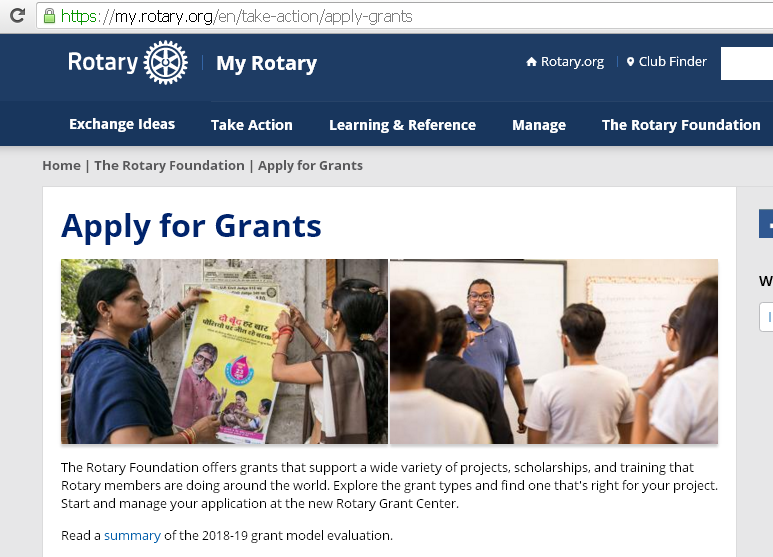 https://my.rotary.org/en/take-action/apply-grants
Rotary | My Rotary
Rotary.org | Club Finder
Exchange Ideas Take Action Learning & Reference Manage The Rotary Foundation
Home | The Rotary Foundation | Apply for Grants
Apply for Grants
दो बूँद हर बार
पोलियो पर जीत रहे बरकरार
The Rotary Foundation offers grants that support a wide variety of projects, scholarships, and training that
Rotary members are doing around the world. Explore the grant types and find one that's right for your project.
Start and manage your application at the new Rotary Grant Center.
Read a summary of the 2018-19 grant model evaluation.
W